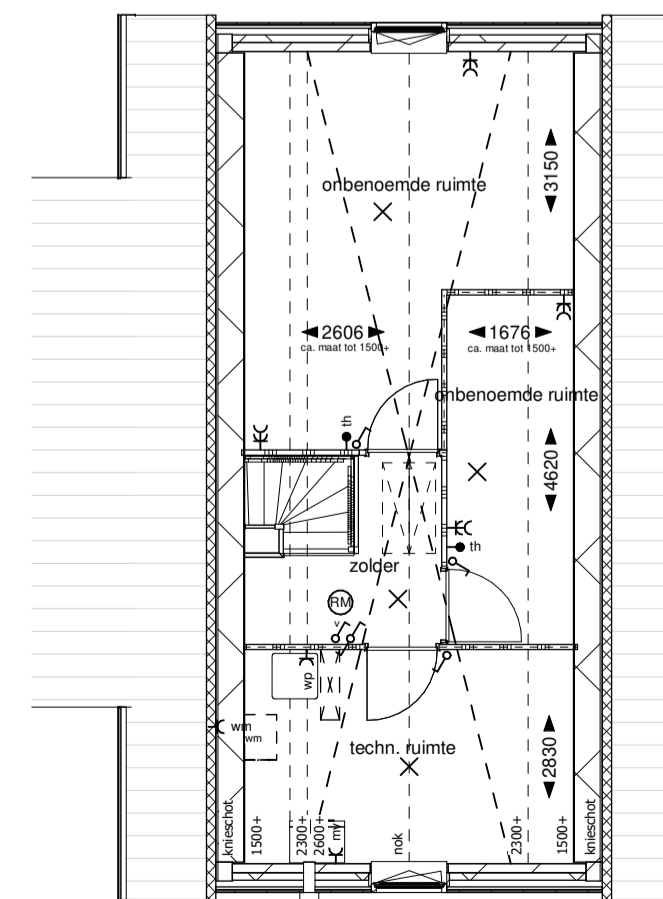 onbenoemde ruimte
3150
2606
ca. maat tot 1500+
1676
ca. maat tot 1500+
onbenoemde ruimte
th
4620
th
zolder
RM
v
wp
wm
wm
techn. ruimte
2830
knieschot
1500+
2300+
2600+
mv
nok
2300+
1500+
knieschot